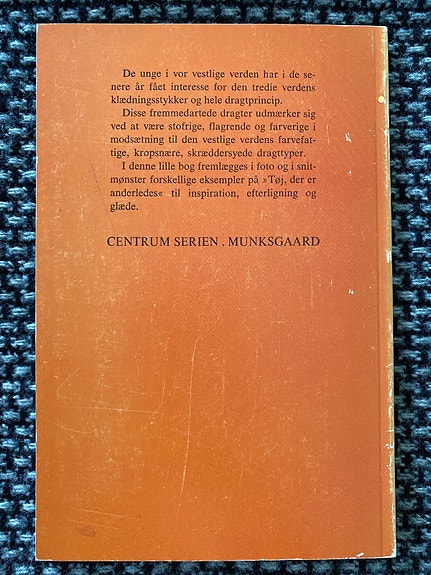 De unge i vor vestlige verden har i de se-
nere år fået interesse for den tredie verdens
klædningsstykker og hele dragtprincip.
Disse fremmedartede dragter udmærker sig
ved at være stofrige, flagrende og farverige i
modsætning til den vestlige verdens farvefat-
tige, kropsnære, skræddersyede dragttyper.
I denne lille bog fremlægges i foto og i snit-
mønster forskellige eksempler på »Tøj, der er
anderledes« til inspiration, efterligning og
glæde.
CENTRUM SERIEN . MUNKSGAARD